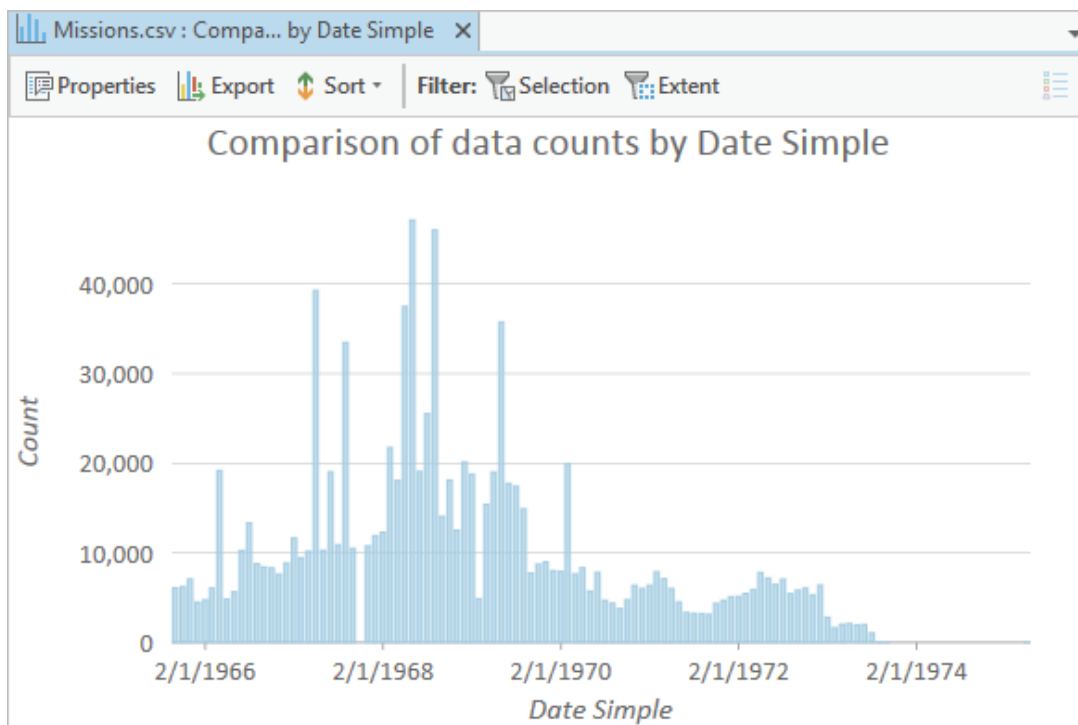 Missions.csv : Compa... by Date Simple
Properties Export Sort Filter: Selection Extent
Comparison of data counts by Date Simple
40,000
30,000
20,000
10,000
0
Count
2/1/1966 2/1/1968 2/1/1970 2/1/1972 2/1/1974
Date Simple